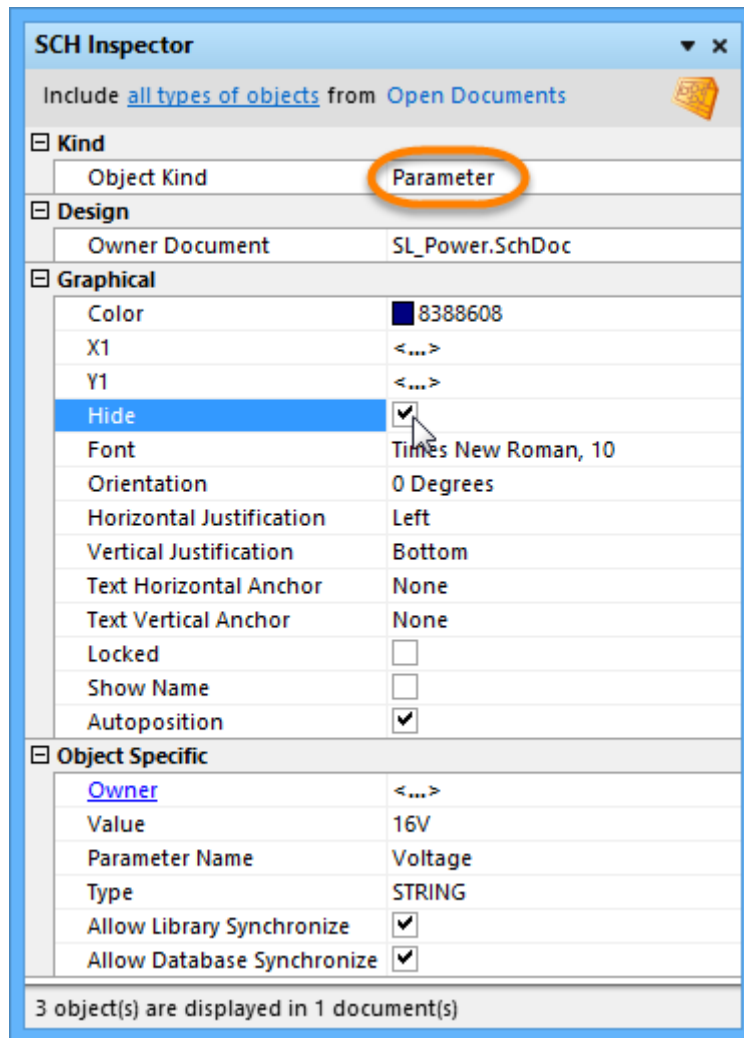 SCH Inspector
Include all types of objects from Open Documents
Kind
Object Kind Parameter
Design
Owner Document SL_Power.SchDoc
Graphical
Color 8388608
X1 <...>
Y1 <...>
Hide
Font Times New Roman, 10
Orientation 0 Degrees
Horizontal Justification Left
Vertical Justification Bottom
Text Horizontal Anchor None
Text Vertical Anchor None
Locked
Show Name
Autoposition
Object Specific
Owner <...>
Value 16V
Parameter Name Voltage
Type STRING
Allow Library Synchronize
Allow Database Synchronize
3 object(s) are displayed in 1 document(s)